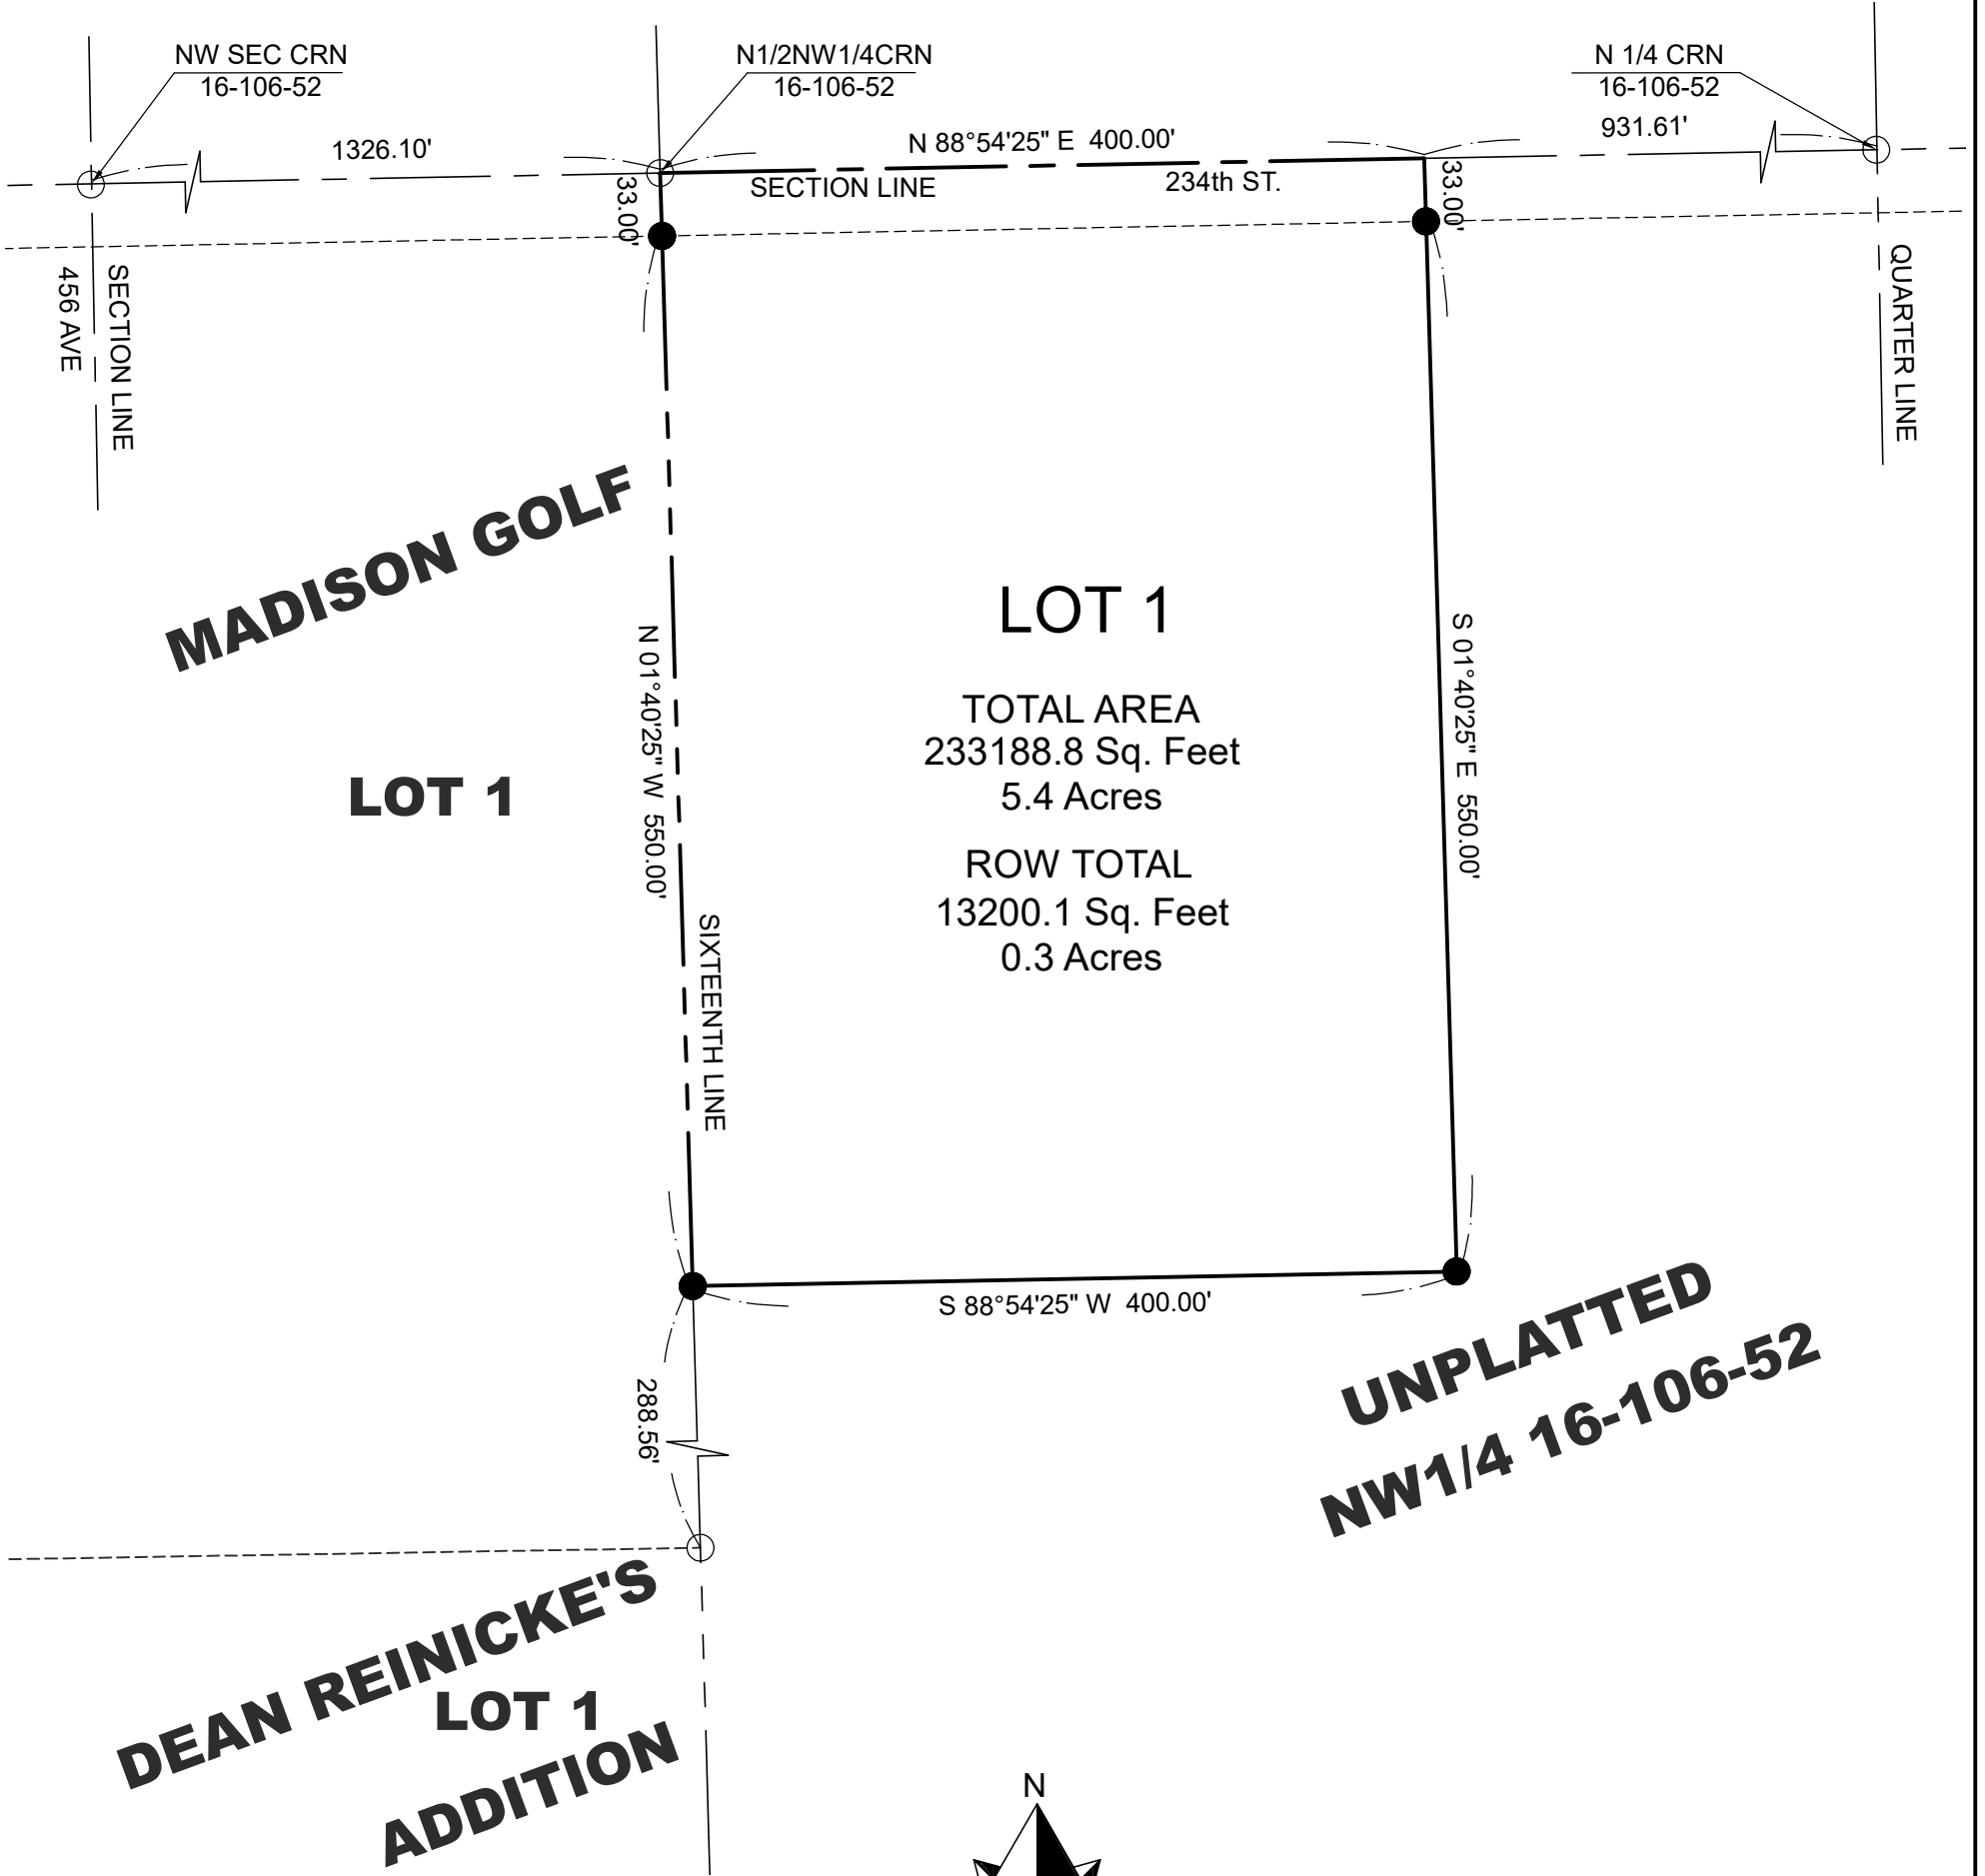 NW SEC CRN
16-106-52
N1/2NW1/4CRN
16-106-52
N 1/4 CRN
16-106-52
1326.10'
N 88°54'25" E 400.00'
931.61'
SECTION LINE
234th ST.
33.00'
33.00'
456 AVE
SECTION LINE
QUARTER LINE
MADISON GOLF
LOT 1
N 01°40'25" W 550.00'
SIXTEENTH LINE
LOT 1
TOTAL AREA
233188.8 Sq. Feet
5.4 Acres
ROW TOTAL
13200.1 Sq. Feet
0.3 Acres
S 01°40'25" E 550.00'
S 88°54'25" W 400.00'
288.56'
UNPLATTED
NW1/4 16-106-52
DEAN REINICKE'S
LOT 1
ADDITION
N